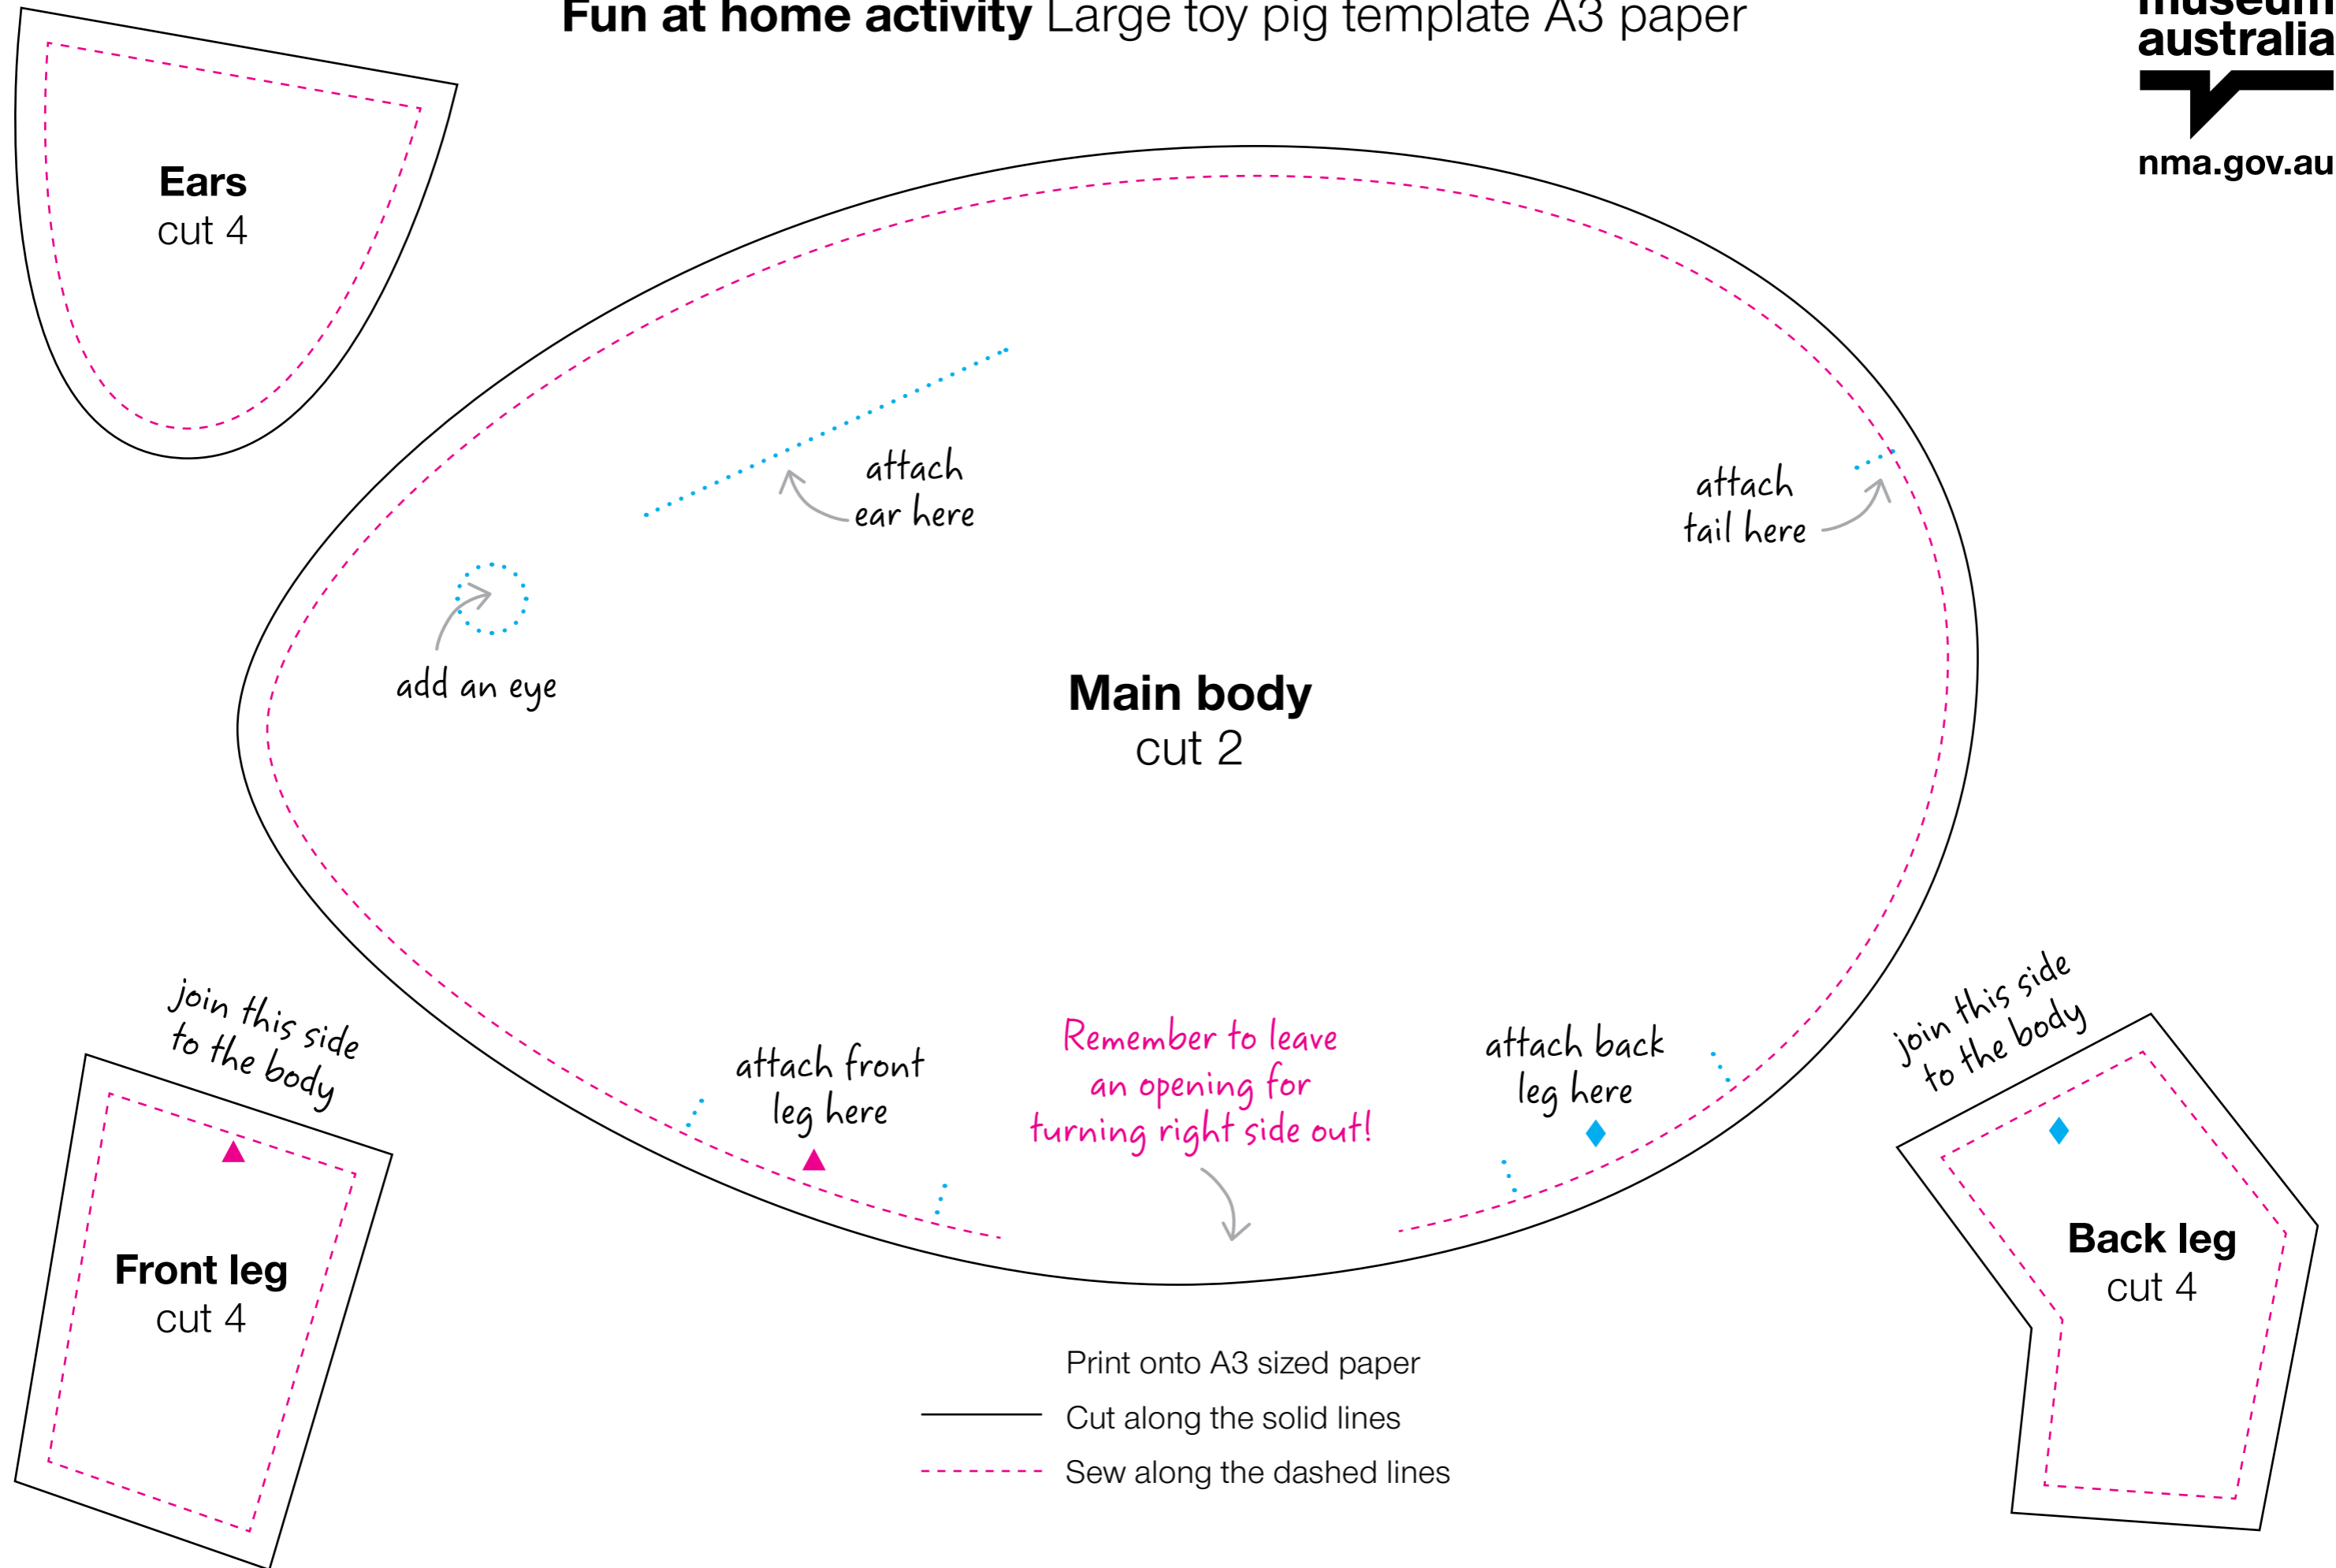 Fun at home activity Large toy pig template A3 paper
museum
australia
nma.gov.au
Ears
cut 4
attach
ear here
attach
tail here
add an eye
Main body
cut 2
join this side
to the body
attach front
leg here
Remember to leave
an opening for
turning right side out!
attach back
leg here
join this side
to the body
Front leg
cut 4
Back leg
cut 4
Print onto A3 sized paper
Cut along the solid lines
Sew along the dashed lines